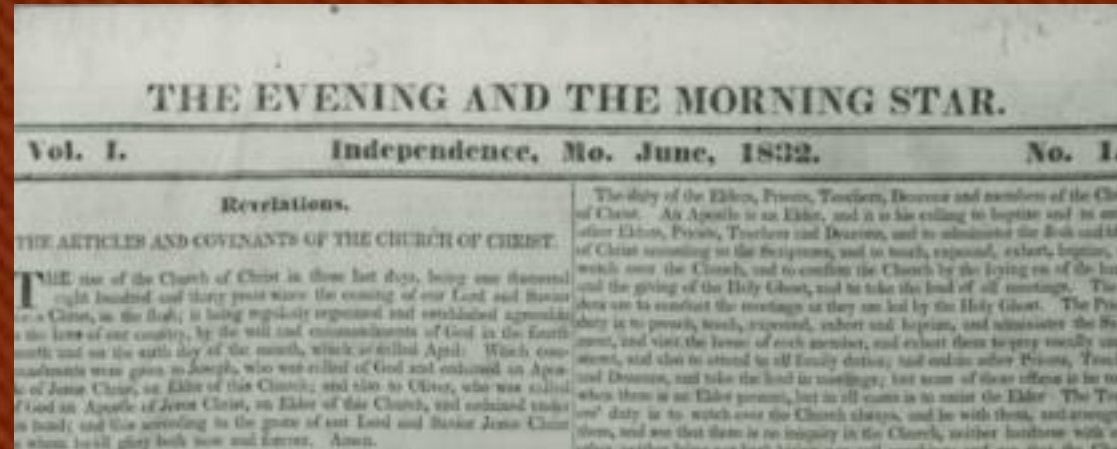 THE EVENING AND THE MORNING STAR.
Vol. I. Independence, Mo. June, 1832. No. I.
Revelations.
THE ARTICLES AND COVENANTS OF THE CHURCH OF CHRIST.
THE rise of the Church of Christ in these last days, being one thousand
eight hundred and thirty years since the coming of our Lord and Savior
Christ, in the flesh; it being regularly organized and established agreeable
the laws of our country, by the will and commandments of God in the fourth
month and on the sixth day of the month, which is called April: Which com-
mandments were given to Joseph, who was called of God and ordained an Apos-
of Jesus Christ, an Elder of this Church; and also to Oliver, who was called
of God an Apostle of Jesus Christ, an Elder of this Church, and ordained under
hand; and this according to the grace of our Lord and Savior Jesus Christ
whom be all glory both now and forever. Amen.
The duty of the Elders, Priests, Teachers, Deacons and members of the
of Christ. An Apostle is an Elder, and it is his calling to baptize and to
other Elders, Priests, Teachers and Deacons, and to administer the flesh and
of Christ according to the Scriptures, and to teach, expound, exhort, baptize,
watch over the Church, and to confirm the Church by the laying on of the
and the giving of the Holy Ghost, and to take the lead of all meetings.
are to conduct the meetings as they are led by the Holy Ghost. The
duty is to preach, teach, expound, exhort and baptize, and administer the
and visit the house of each member, and exhort them to pray vocally
and also to attend to all family duties; and ordain other Priests,
and Deacons, and take the lead in meetings; but none of these offices is he
when there is an Elder present, but in all cases is to assist the Elder. The
duty is to watch over the Church always, and be with them, and
them, and see that there is no iniquity in the Church, neither hardness with